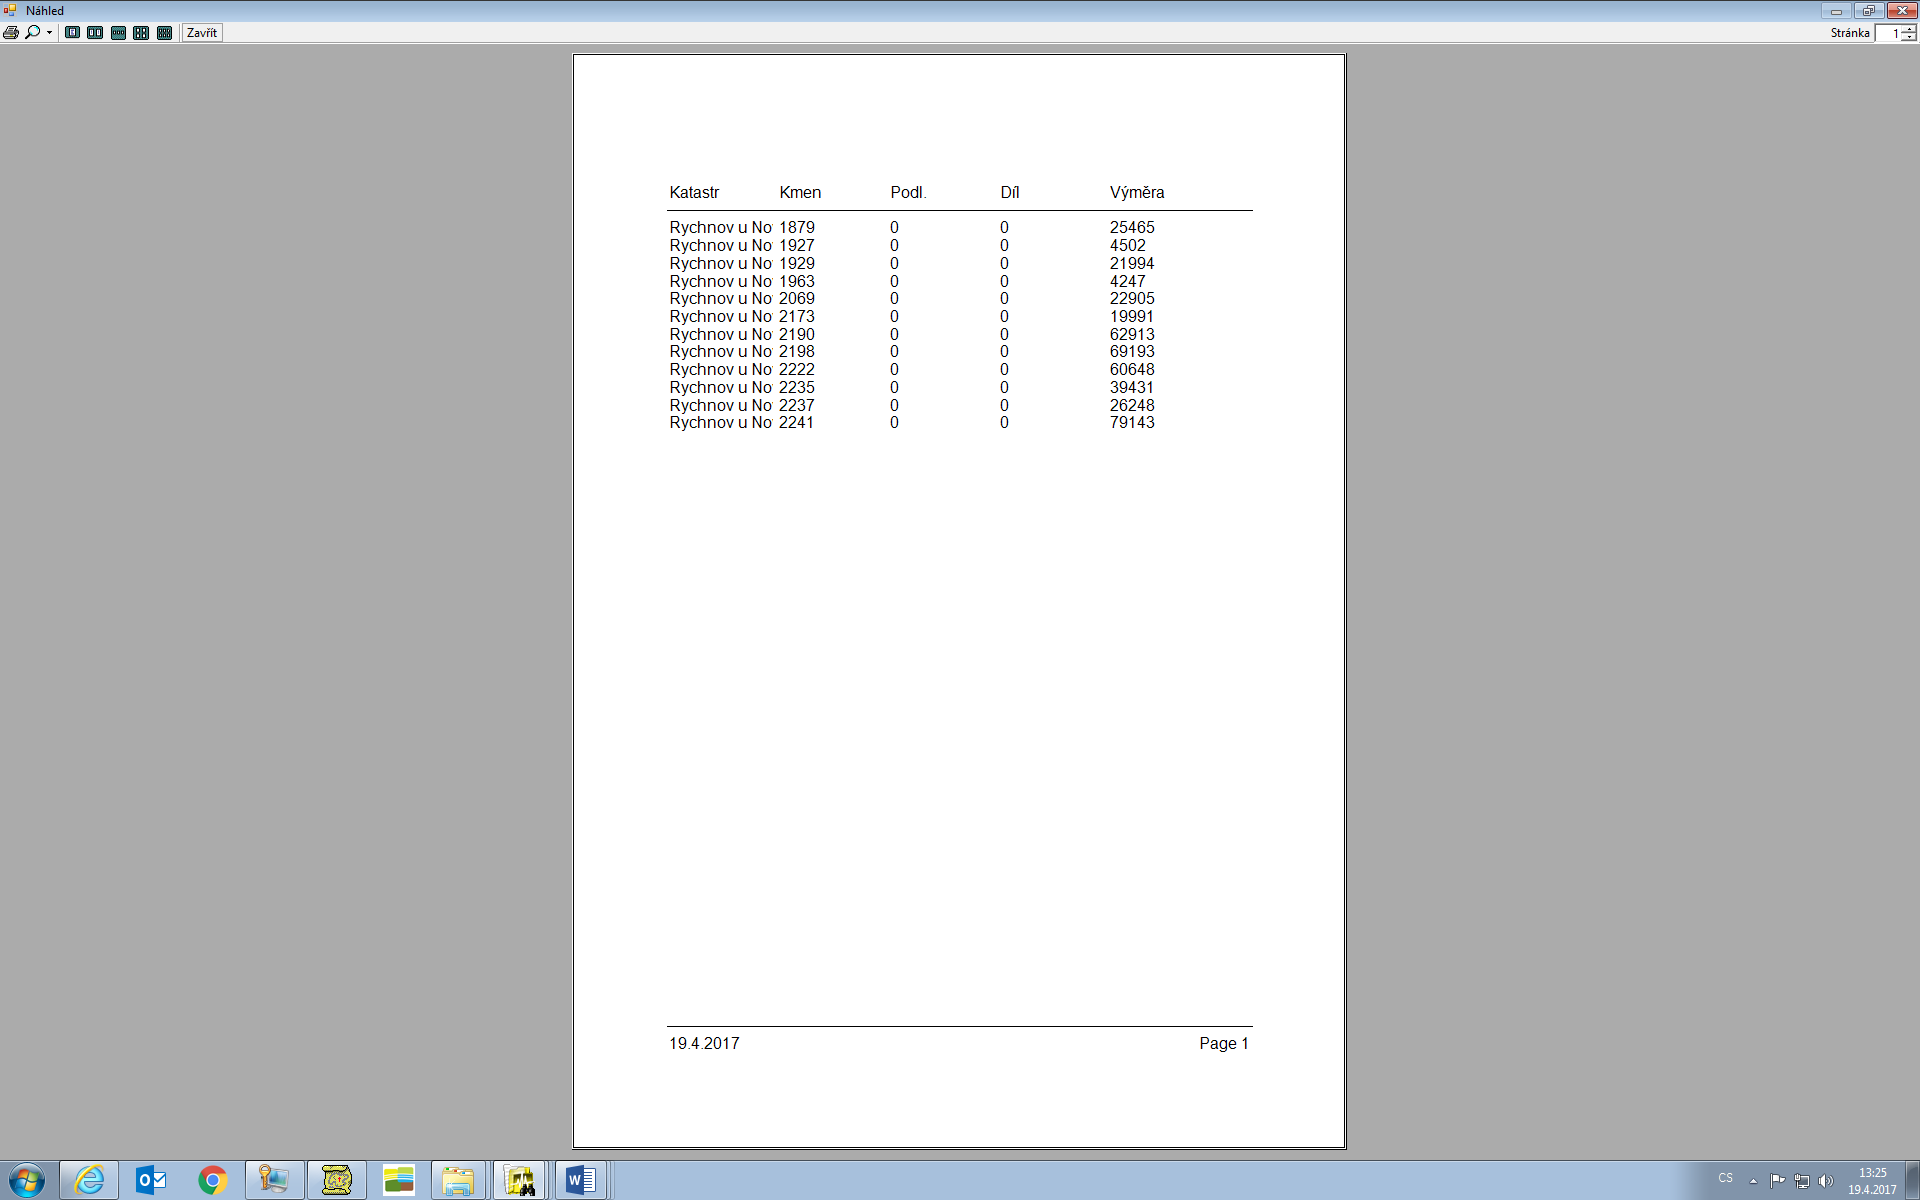 Náhled
Zavřít
Stránka 1
Katastr Kmen Podl. Díl Výměra
Rychnov u No 1879 0 0 25465
Rychnov u No 1927 0 0 4502
Rychnov u No 1929 0 0 21994
Rychnov u No 1963 0 0 4247
Rychnov u No 2069 0 0 22905
Rychnov u No 2173 0 0 19991
Rychnov u No 2190 0 0 62913
Rychnov u No 2198 0 0 69193
Rychnov u No 2222 0 0 60648
Rychnov u No 2235 0 0 39431
Rychnov u No 2237 0 0 26248
Rychnov u No 2241 0 0 79143
19.4.2017 Page 1
CS
13:25
19.4.2017